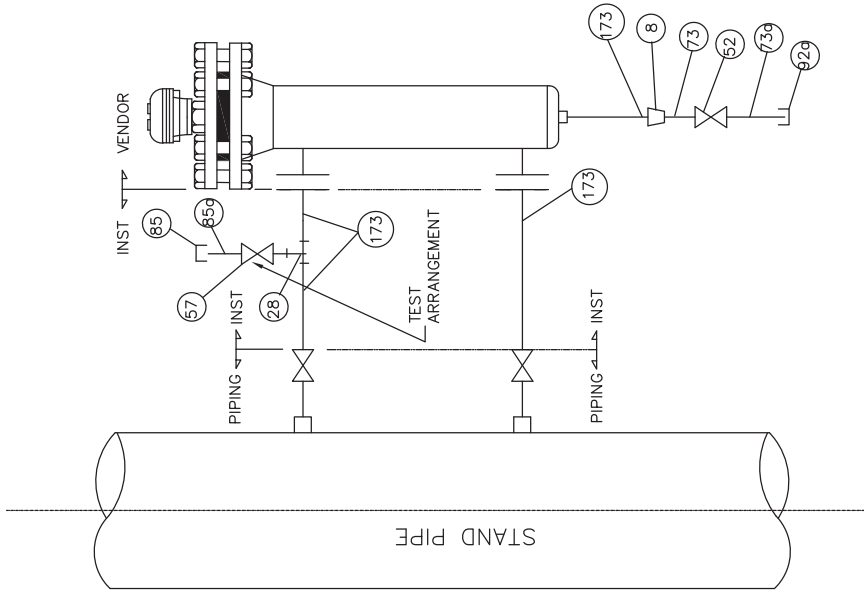 INST
VENDOR
173
8
73
52
73a
92a
85
85a
57
28
173
173
TEST
ARRANGEMENT
PIPING
INST
PIPING
INST
STAND PIPE